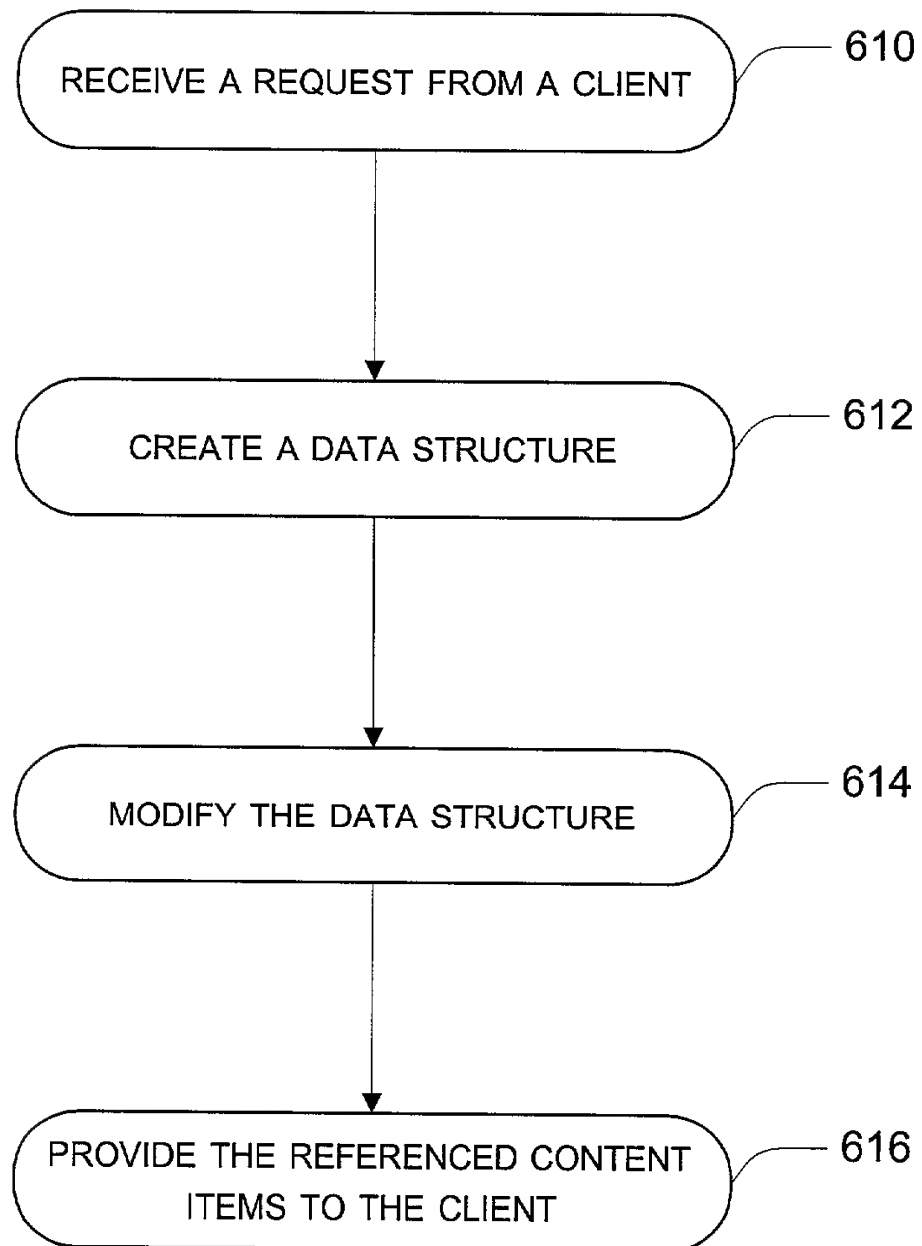 RECEIVE A REQUEST FROM A CLIENT
610
CREATE A DATA STRUCTURE
612
MODIFY THE DATA STRUCTURE
614
PROVIDE THE REFERENCED CONTENT
ITEMS TO THE CLIENT
616